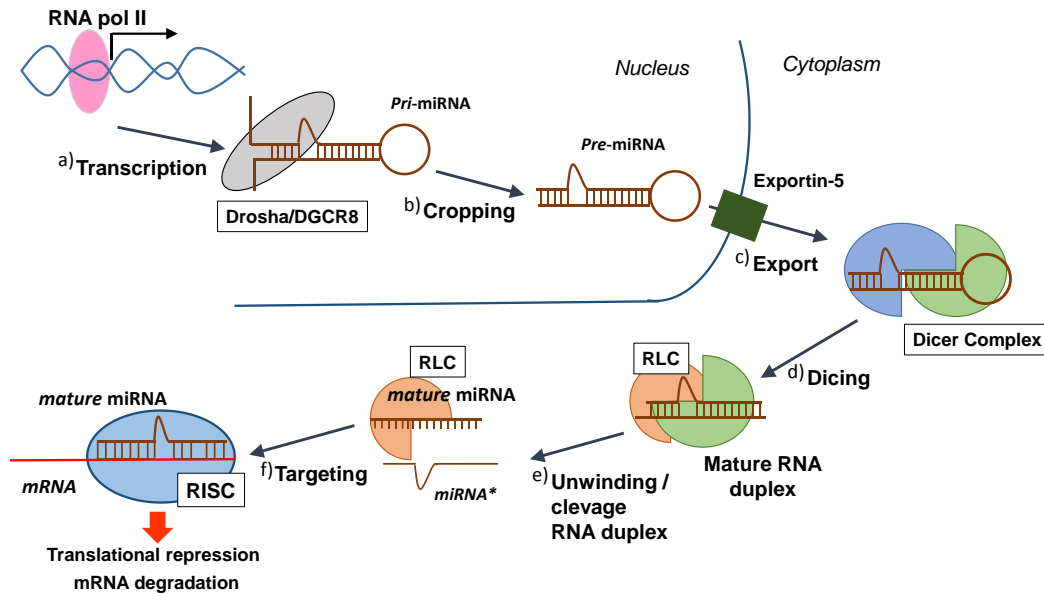 RNA pol II
Nucleus
Cytoplasm
Pri-miRNA
a) Transcription
Drosha/DGCR8
b) Cropping
Pre-miRNA
Exportin-5
c) Export
Dicer Complex
d) Dicing
RLC
Mature RNA
duplex
e) Unwinding /
clevage
RNA duplex
RLC
mature miRNA
miRNA*
f) Targeting
mature miRNA
mRNA
RISC
Translational repression
mRNA degradation